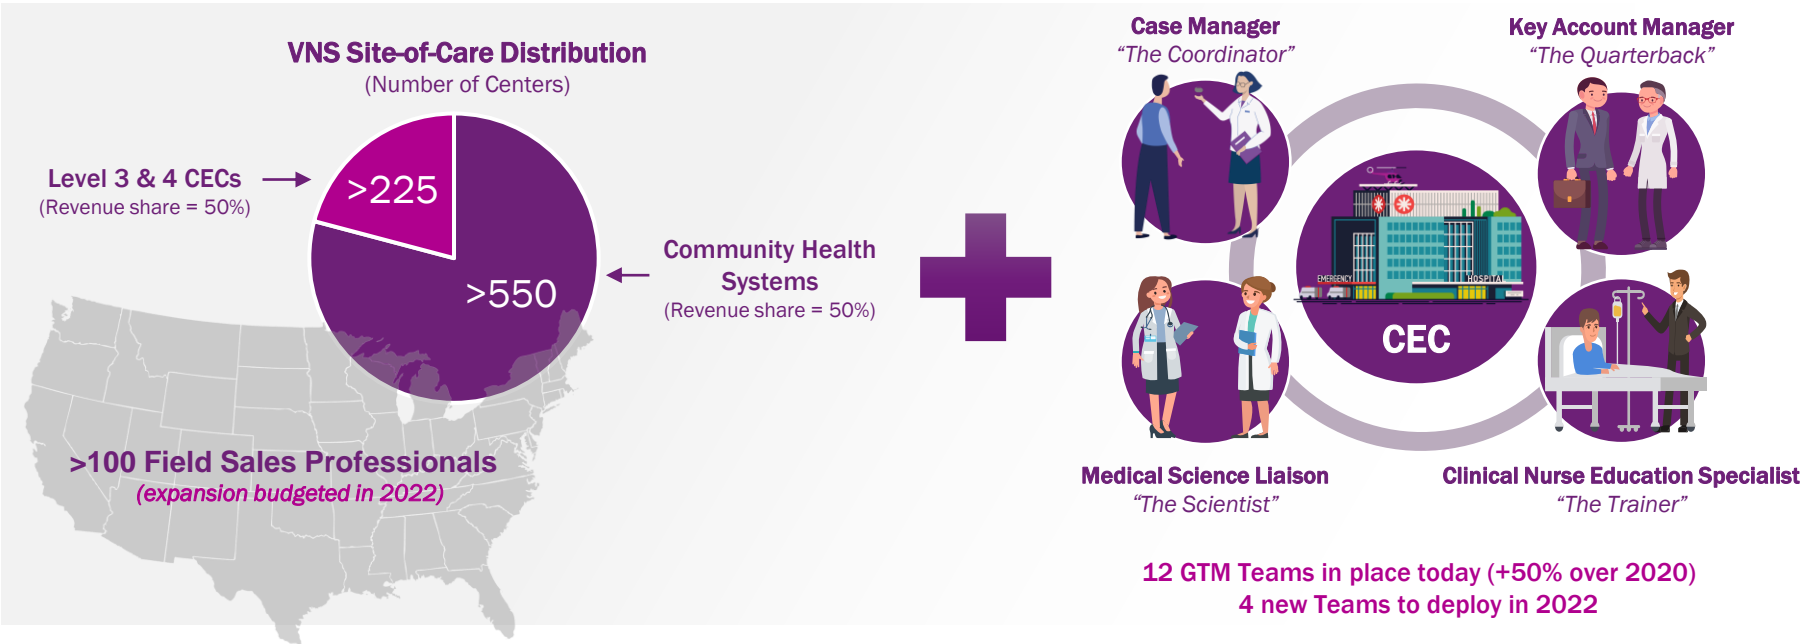 VNS Site-of-Care Distribution
(Number of Centers)
Level 3 & 4 CECs
(Revenue share = 50%)
>225
>550
Community Health
Systems
(Revenue share = 50%)
>100 Field Sales Professionals
(expansion budgeted in 2022)
Case Manager
“The Coordinator”
Key Account Manager
“The Quarterback”
EMERGENCY
HOSPITAL
CEC
Medical Science Liaison
“The Scientist”
Clinical Nurse Education Specialist
“The Trainer”
12 GTM Teams in place today (+50% over 2020)
4 new Teams to deploy in 2022